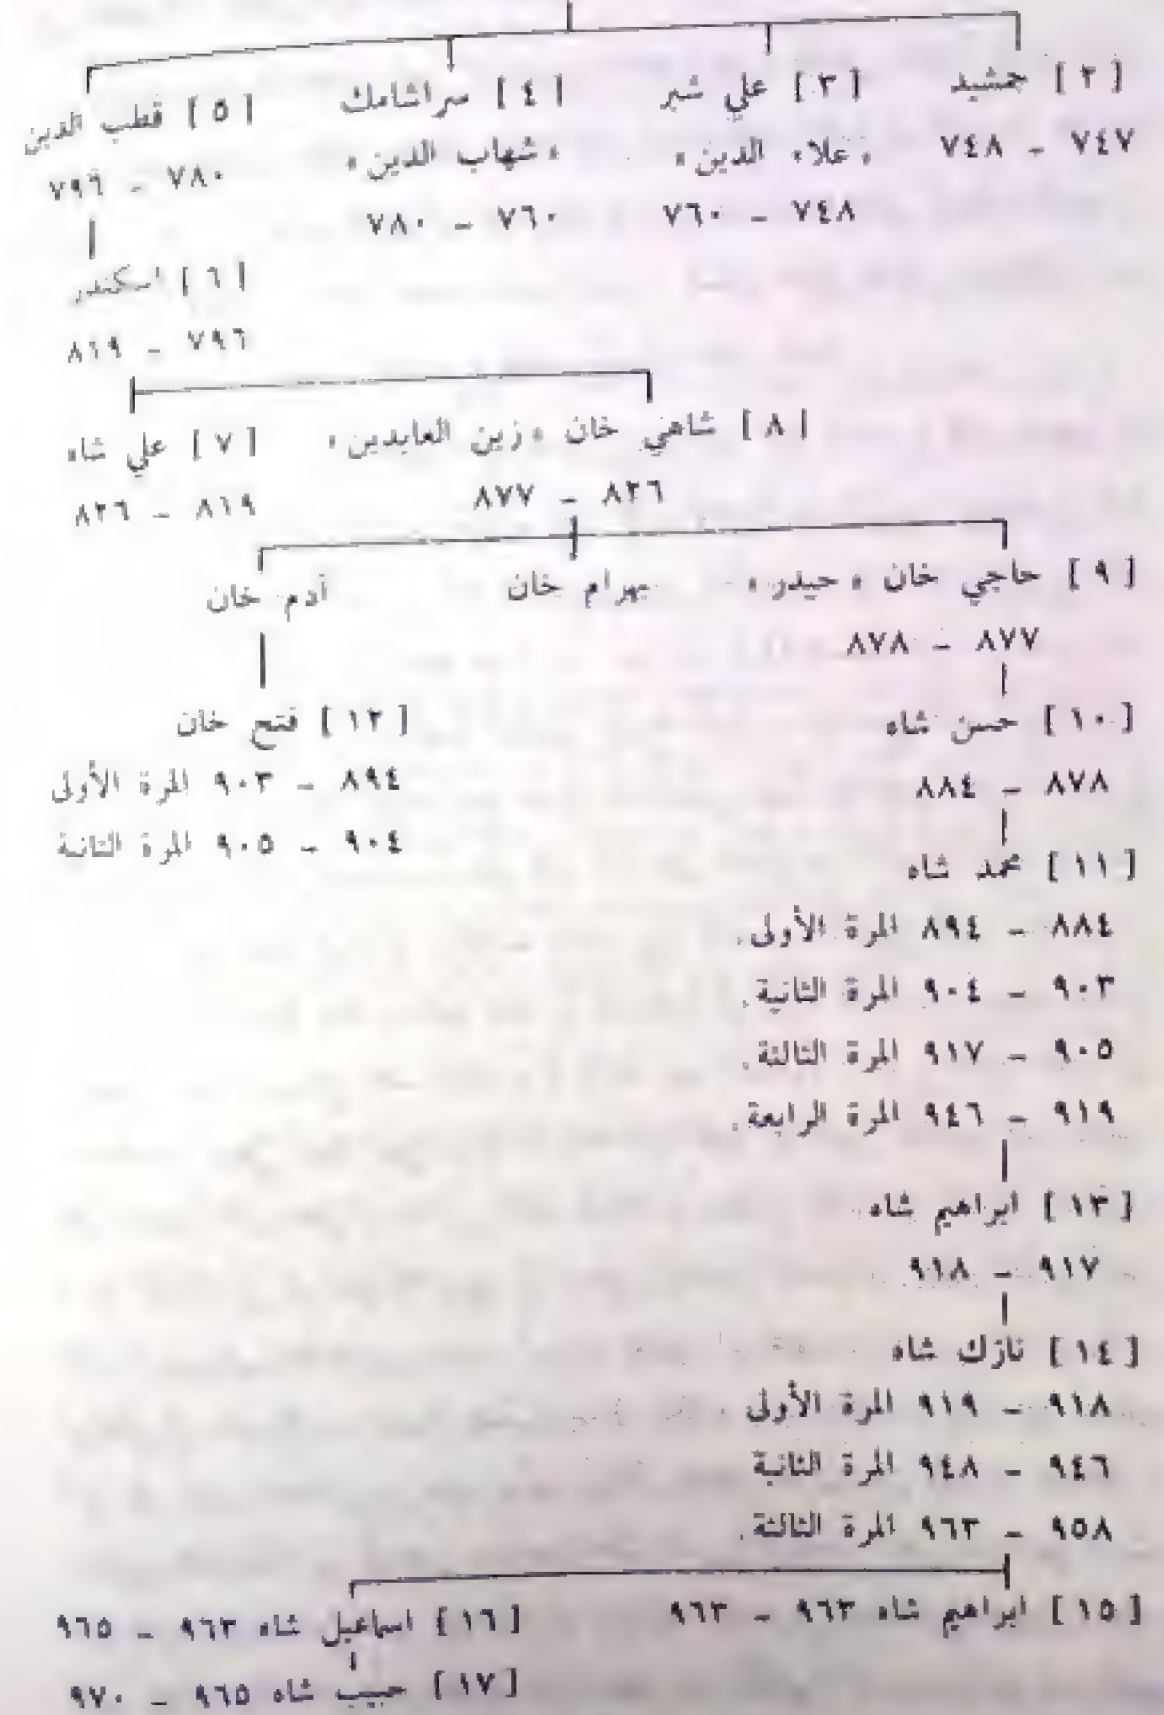 [ ٢ ] جمشيد [ ٣ ] علي شير [ ٤ ] سراشامك [ ٥ ] قطب الدين
٧٤٧ - ٧٤٨ « علاء الدين » « شهاب الدين » ٧٨٠ - ٧٩٦
٧٤٨ - ٧٦٠ ٧٦٠ - ٧٨٠
[ ٦ ] اسكندر
٧٩٦ - ٨١٩
[ ٨ ] شاهي خان « زين العابدين » [ ٧ ] علي شاه
٨٢٦ - ٨٧٧ ٨١٩ - ٨٢٦
[ ٩ ] حاجي خان « حيدر » بهرام خان آدم خان
٨٧٧ - ٨٧٨
[ ١٠ ] حسن شاه [ ١٢ ] فتح خان
٨٧٨ - ٨٨٤ ٨٩٤ - ٩٠٣ المرة الأولى
٩٠٤ - ٩٠٥ المرة الثانية
[ ١١ ] محمد شاه
٨٨٤ - ٨٩٤ المرة الأولى.
٩٠٣ - ٩٠٤ المرة الثانية.
٩٠٥ - ٩١٧ المرة الثالثة.
٩١٩ - ٩٤٦ المرة الرابعة.
[ ١٣ ] ابراهيم شاه
٩١٧ - ٩١٨
[ ١٤ ] نازك شاه
٩١٨ - ٩١٩ المرة الأولى
٩٤٦ - ٩٤٨ المرة الثانية
٩٥٨ - ٩٦٣ المرة الثالثة.
[ ١٥ ] ابراهيم شاه ٩٦٣ - ٩٦٣ [ ١٦ ] اسماعيل شاه ٩٦٣ - ٩٦٥
[ ١٧ ] حبيب شاه ٩٦٥ - ٩٧٠